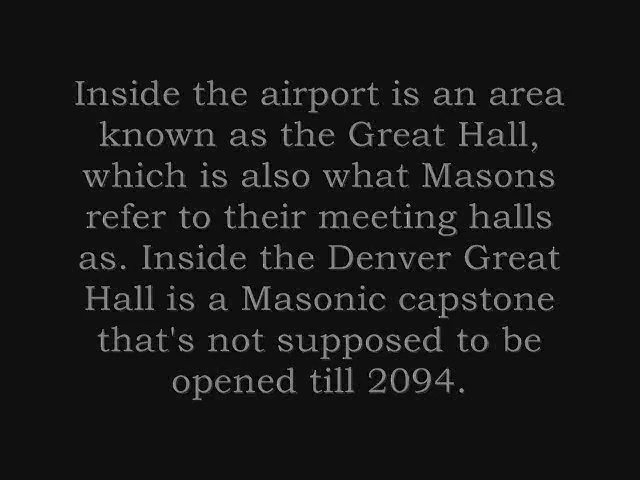 Inside the airport is an area
known as the Great Hall,
which is also what Masons
refer to their meeting halls
as. Inside the Denver Great
Hall is a Masonic capstone
that's not supposed to be
opened till 2094.